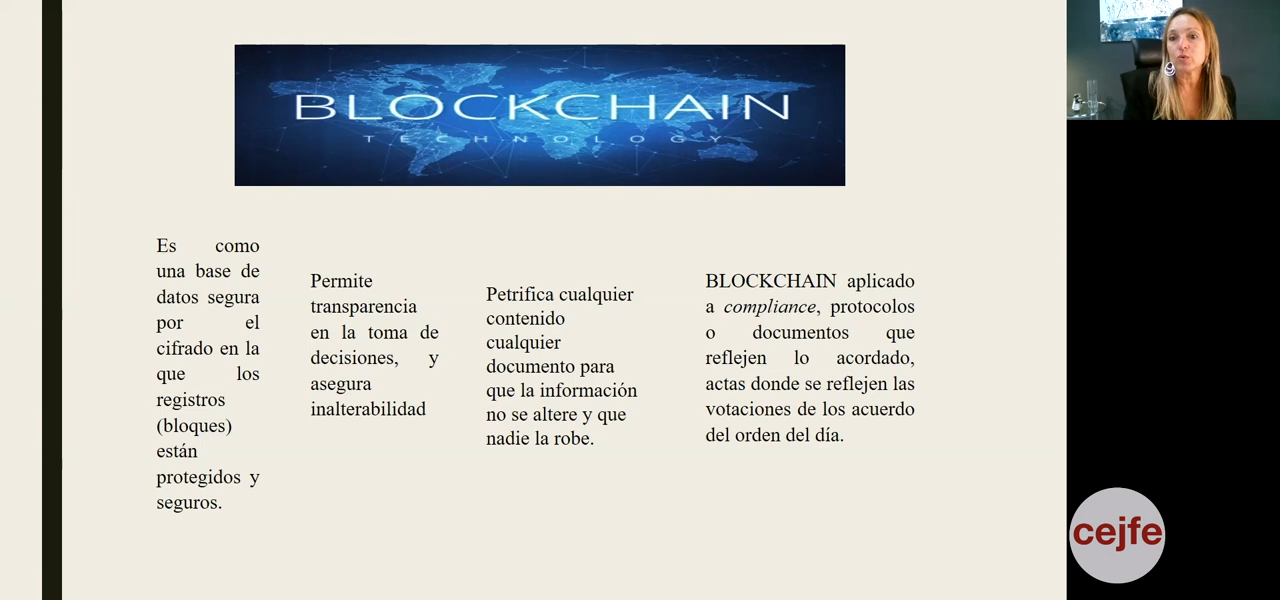 BLOCKCHAIN
TECHNOLOGY
Es como
una base de
datos segura
por el
cifrado en la
que los
registros
(bloques)
están
protegidos y
seguros.
Permite
transparencia
en la toma de
decisiones, y
asegura
inalterabilidad
Petrifica cualquier
contenido
cualquier
documento para
que la información
no se altere y que
nadie la robe.
BLOCKCHAIN aplicado
a compliance, protocolos
o documentos que
reflejen lo acordado,
actas donde se reflejen las
votaciones de los acuerdo
del orden del día.
cejfe